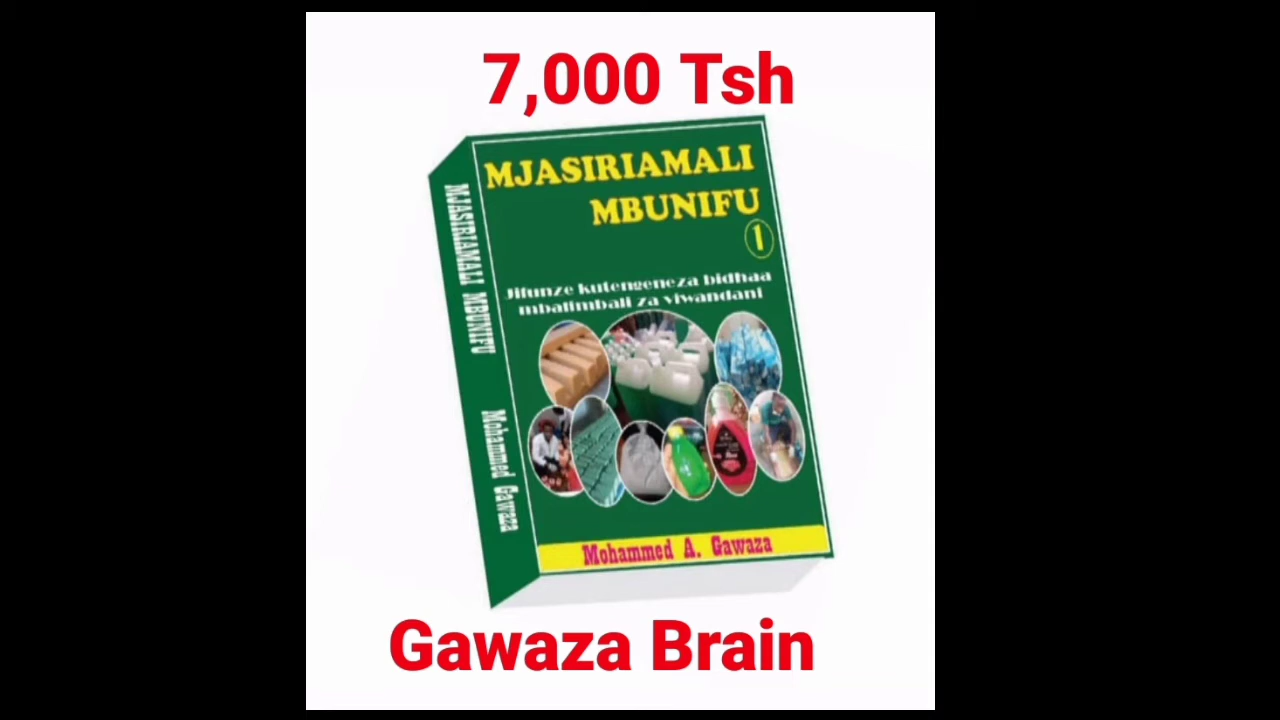 7,000 Tsh
MJASIRIAMALI
MBUNIFU
1
Jifunze kutengeneza bidhaa
mbalimbali za viwandani
MJASIRIAMALI MBUNIFU
Mohammed Gawaza
Mohammed A. Gawaza
Gawaza Brain